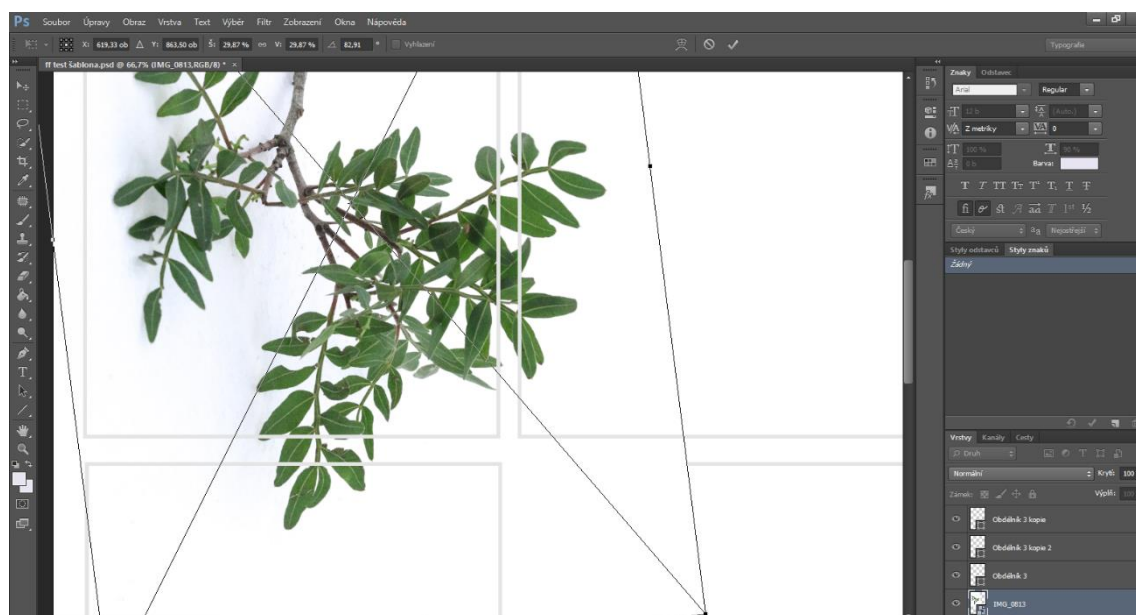 Ps Soubor Úpravy Obraz Vrstva Text Výběr Filtr Zobrazení Okna Nápověda
X: 619,33 ob Y: 863,50 ob Š: 29,87 % V: 29,87 % 82,91 ° Vyhlazení Typografie
ff test šablona.psd @ 66,7% (IMG_0813,RGB/8) * ×
Znaky Odstavec
Arial Regular
12 b (Auto.)
Z metriky 0
100 % 90 %
0 b Barva:
T T TT Tt T¹ T₁ T T
fi st ad T 1st ½
Český aa Nejostřejší
Styly odstavců Styly znaků
Žádný
Vrstvy Kanály Cesty
Druh
Normální Krytí: 100
Zámek: Výplň: 100
Obdélník 3 kopie
Obdélník 3 kopie 2
Obdélník 3
IMG_0813